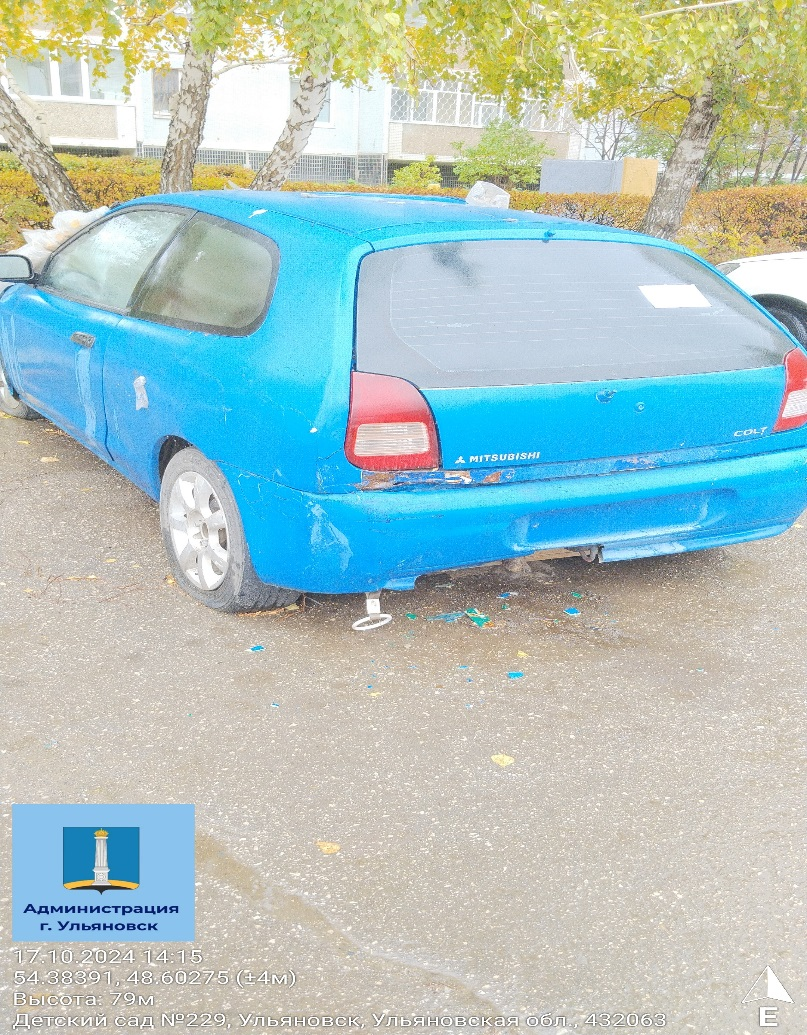 MITSUBISHI
COLT
Администрация
г. Ульяновск
17.10.2024 14:15
54.38391, 48.60275 (±4м)
Высота: 79м
Детский сад №229, Ульяновск, Ульяновская обл., 432063
E